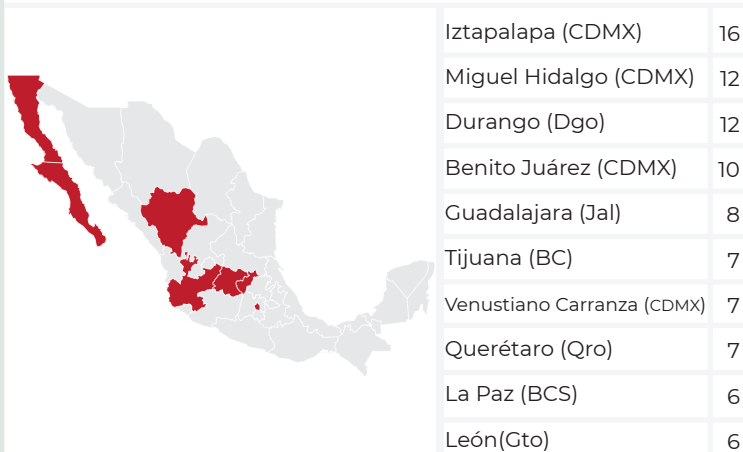 Iztapalapa (CDMX) 16
Miguel Hidalgo (CDMX) 12
Durango (Dgo) 12
Benito Juárez (CDMX) 10
Guadalajara (Jal) 8
Tijuana (BC) 7
Venustiano Carranza (CDMX) 7
Querétaro (Qro) 7
La Paz (BCS) 6
León(Gto) 6